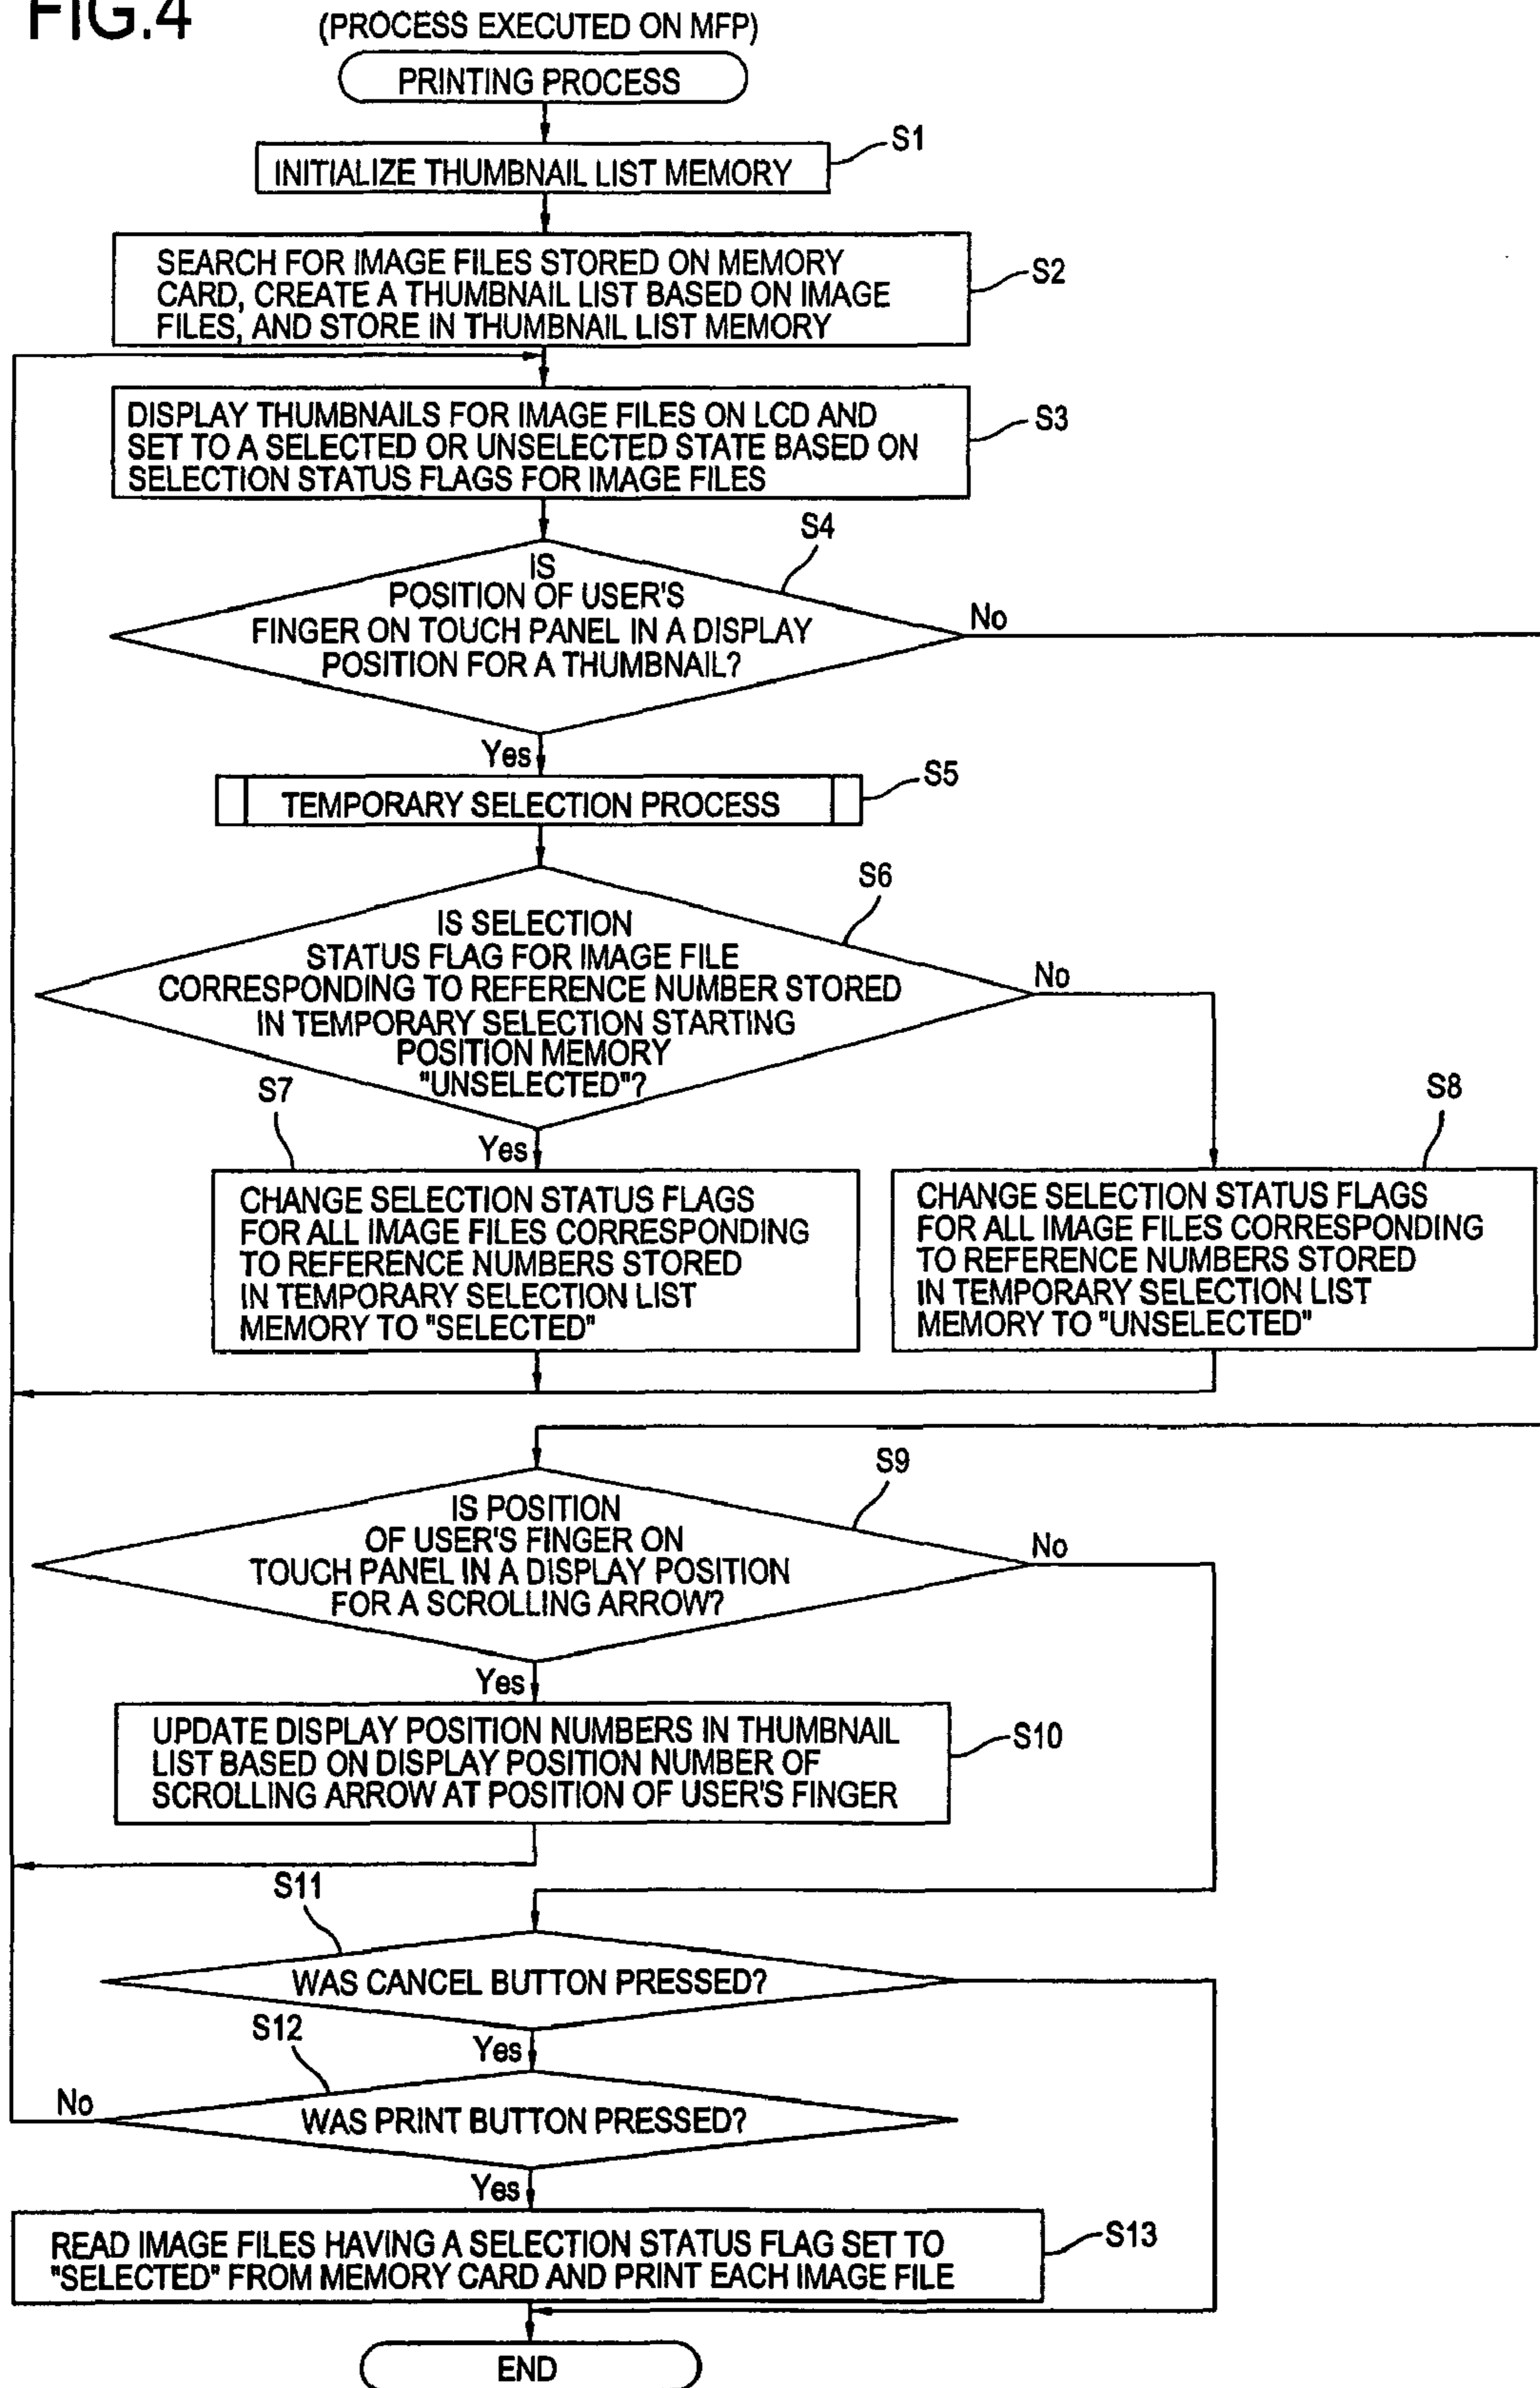 FIG.4
(PROCESS EXECUTED ON MFP)
PRINTING PROCESS
S1
INITIALIZE THUMBNAIL LIST MEMORY
S2
SEARCH FOR IMAGE FILES STORED ON MEMORY
CARD, CREATE A THUMBNAIL LIST BASED ON IMAGE
FILES, AND STORE IN THUMBNAIL LIST MEMORY
S3
DISPLAY THUMBNAILS FOR IMAGE FILES ON LCD AND
SET TO A SELECTED OR UNSELECTED STATE BASED ON
SELECTION STATUS FLAGS FOR IMAGE FILES
S4
IS
POSITION OF USER'S
FINGER ON TOUCH PANEL IN A DISPLAY
POSITION FOR A THUMBNAIL?
No
Yes
S5
TEMPORARY SELECTION PROCESS
S6
IS SELECTION
STATUS FLAG FOR IMAGE FILE
CORRESPONDING TO REFERENCE NUMBER STORED
IN TEMPORARY SELECTION STARTING
POSITION MEMORY
"UNSELECTED"?
No
Yes
S7
CHANGE SELECTION STATUS FLAGS
FOR ALL IMAGE FILES CORRESPONDING
TO REFERENCE NUMBERS STORED
IN TEMPORARY SELECTION LIST
MEMORY TO "SELECTED"
S8
CHANGE SELECTION STATUS FLAGS
FOR ALL IMAGE FILES CORRESPONDING
TO REFERENCE NUMBERS STORED
IN TEMPORARY SELECTION LIST
MEMORY TO "UNSELECTED"
S9
IS POSITION
OF USER'S FINGER ON
TOUCH PANEL IN A DISPLAY POSITION
FOR A SCROLLING ARROW?
No
Yes
S10
UPDATE DISPLAY POSITION NUMBERS IN THUMBNAIL
LIST BASED ON DISPLAY POSITION NUMBER OF
SCROLLING ARROW AT POSITION OF USER'S FINGER
S11
WAS CANCEL BUTTON PRESSED?
Yes
S12
WAS PRINT BUTTON PRESSED?
No
Yes
S13
READ IMAGE FILES HAVING A SELECTION STATUS FLAG SET TO
"SELECTED" FROM MEMORY CARD AND PRINT EACH IMAGE FILE
END